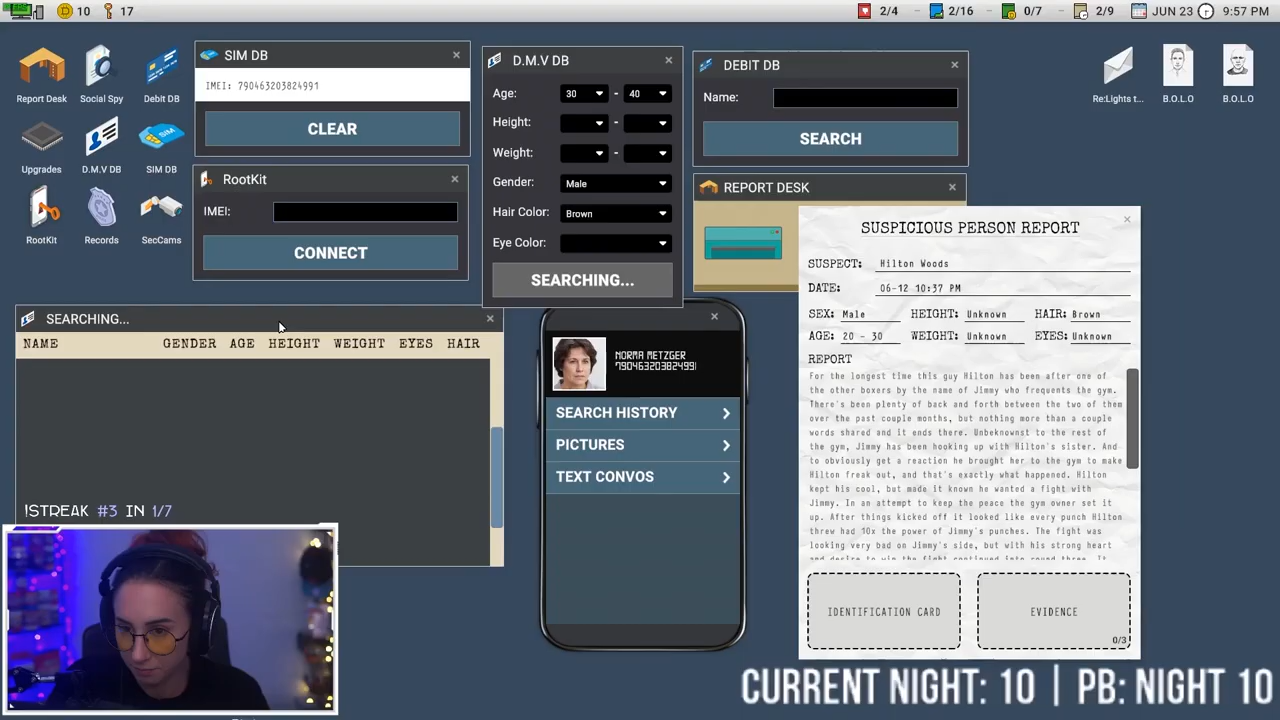 10
17
2/4
2/16
0/7
2/9
JUN 23
9:57 PM
Report Desk
Social Spy
Debit DB
Upgrades
D.M.V DB
SIM DB
RootKit
Records
SecCams
SIM DB
IMEI: 790463203824991
CLEAR
RootKit
IMEI:
CONNECT
D.M.V DB
Age: 30 - 40
Height: -
Weight: -
Gender: Male
Hair Color: Brown
Eye Color:
SEARCHING...
DEBIT DB
Name:
SEARCH
REPORT DESK
Re:Lights t...
B.O.L.O
B.O.L.O
SEARCHING...
NAME GENDER AGE HEIGHT WEIGHT EYES HAIR
!STREAK #3 IN 1/7
NORMA METZGER
790463203824991
SEARCH HISTORY
PICTURES
TEXT CONVOS
SUSPICIOUS PERSON REPORT
SUSPECT: Hilton Woods
DATE: 06-12 10:37 PM
SEX: Male HEIGHT: Unknown HAIR: Brown
AGE: 20 - 30 WEIGHT: Unknown EYES: Unknown
REPORT
For the longest time this guy Hilton has been after one of
the other boxers by the name of Jimmy who frequents the gym.
There's been plenty of back and forth between the two of them
over the past couple months, but nothing more than a couple
words shared and it ends there. Unbeknownst to the rest of
the gym, Jimmy has been hooking up with Hilton's sister. And
to obviously get a reaction he brought her to the gym to make
Hilton freak out, and that's exactly what happened. Hilton
kept his cool, but made it known he wanted a fight with
Jimmy. In an attempt to keep the peace the gym owner set it
up. After things kicked off it looked like every punch Hilton
threw had 10x the power of Jimmy's punches. The fight was
looking very bad on Jimmy's side, but with his strong heart
and desire to win the fight continued into round three. It
IDENTIFICATION CARD
EVIDENCE
0/3
CURRENT NIGHT: 10 | PB: NIGHT 10